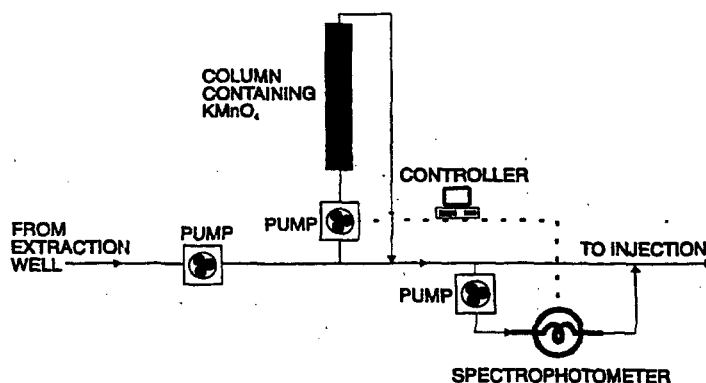 COLUMN
CONTAINING
KMnO₄
CONTROLLER
FROM
EXTRACTION
WELL
PUMP
PUMP
TO INJECTION
PUMP
SPECTROPHOTOMETER